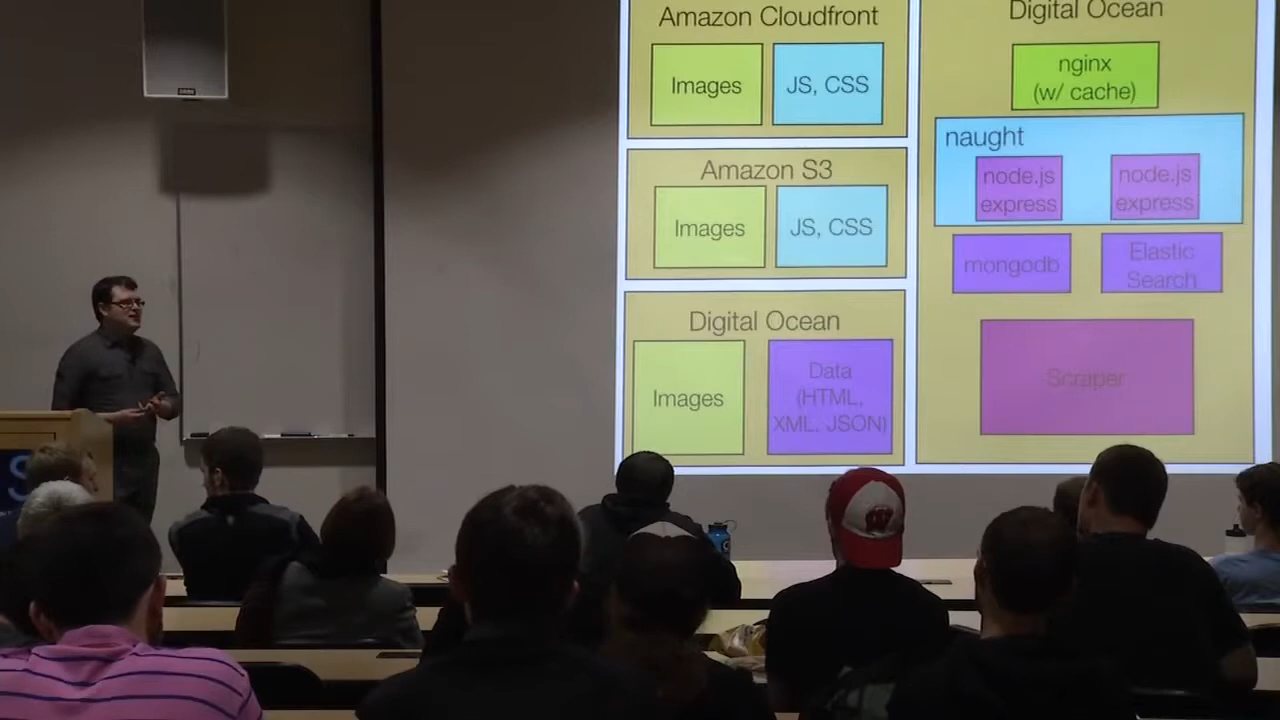 Amazon Cloudfront
Images
JS, CSS
Amazon S3
Images
JS, CSS
Digital Ocean
Images
Data
(HTML,
XML, JSON)
Digital Ocean
nginx
(w/ cache)
naught
node.js
express
node.js
express
mongodb
Elastic
Search
Scraper
S
W